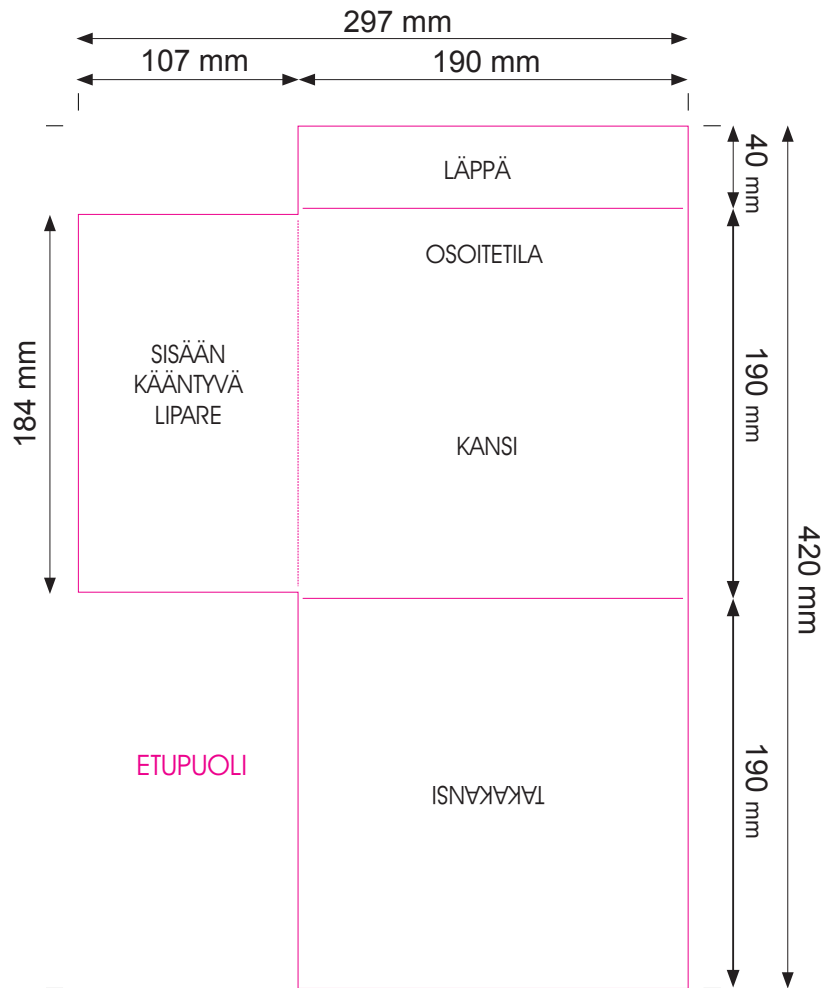 297 mm
107 mm
190 mm
LÄPPÄ
40 mm
OSOITETILA
SISÄÄN
KÄÄNTYVÄ
LIPARE
184 mm
190 mm
KANSI
420 mm
ETUPUOLI
TAKAKANSI
190 mm